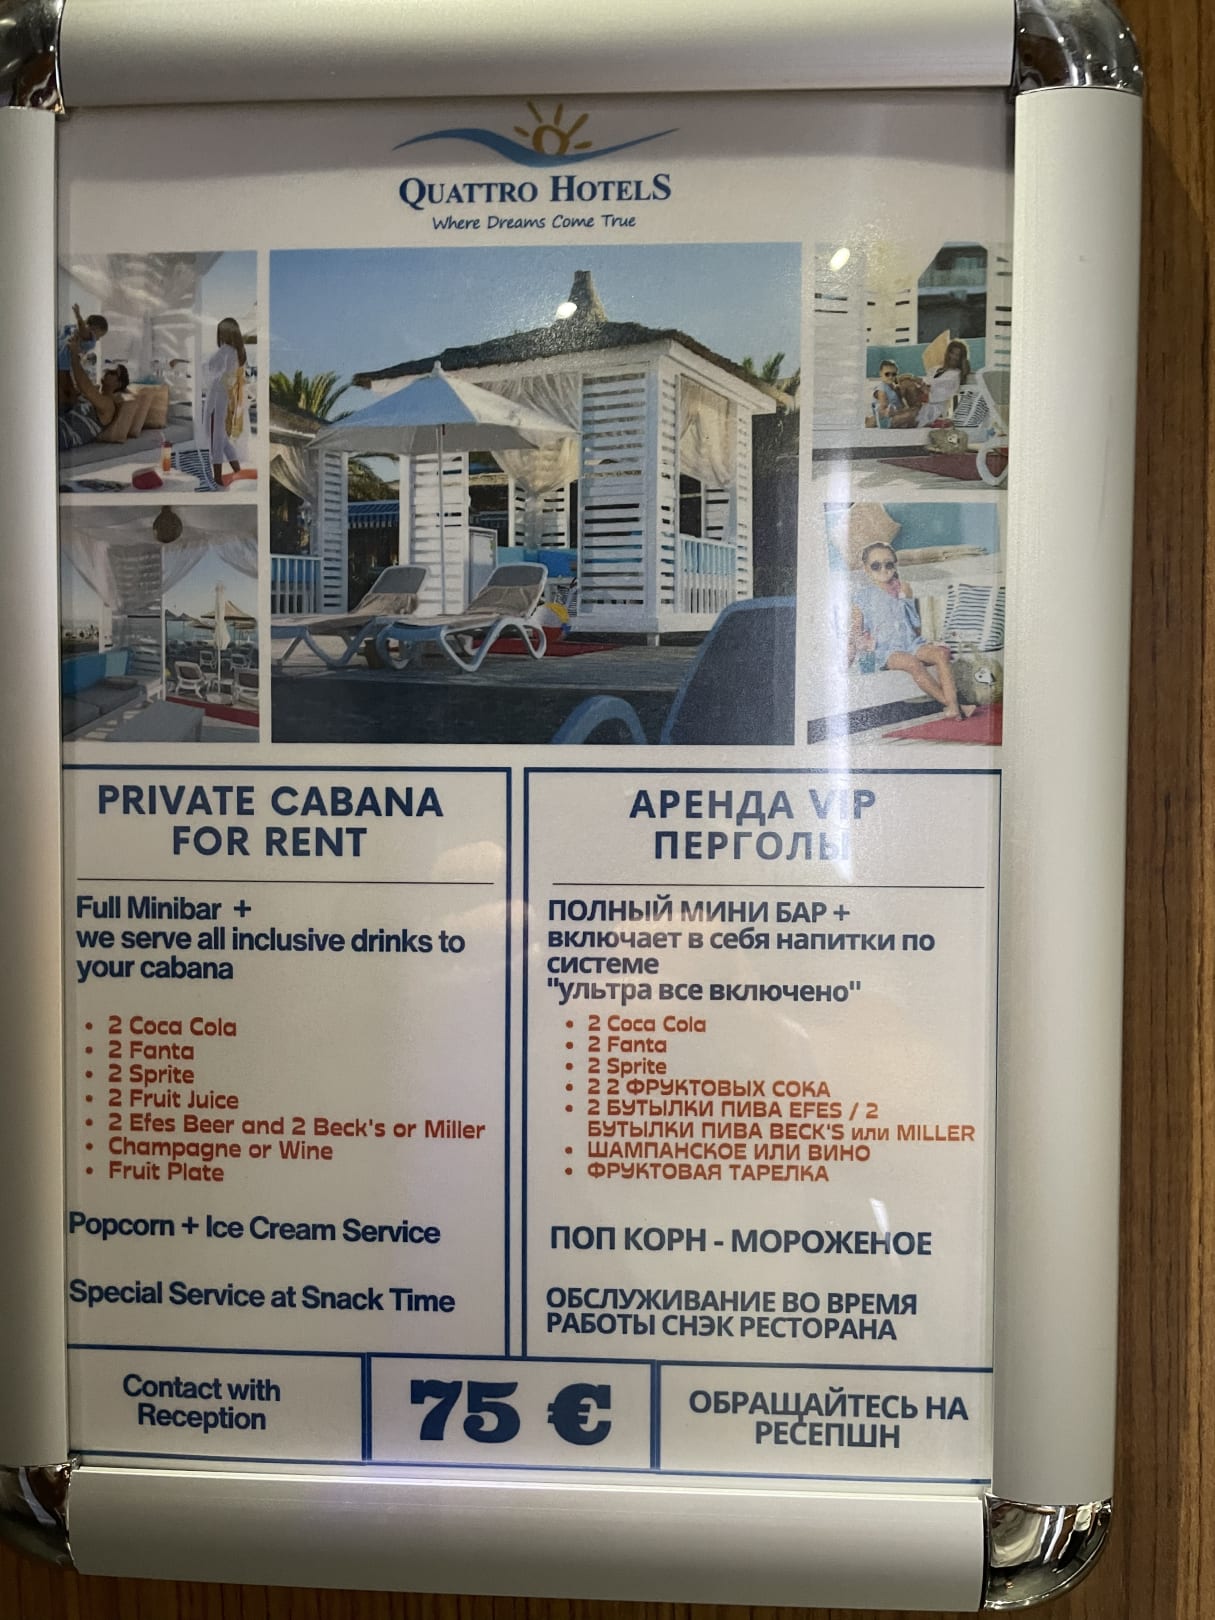 QUATTRO HOTELS
Where Dreams Come True
PRIVATE CABANA
FOR RENT
Full Minibar +
we serve all inclusive drinks to
your cabana
• 2 Coca Cola
• 2 Fanta
• 2 Sprite
• 2 Fruit Juice
• 2 Efes Beer and 2 Beck's or Miller
• Champagne or Wine
• Fruit Plate
Popcorn + Ice Cream Service
Special Service at Snack Time
АРЕНДА VIP
ПЕРГОЛЫ
ПОЛНЫЙ МИНИ БАР +
включает в себя напитки по
системе
"ультра все включено"
• 2 Coca Cola
• 2 Fanta
• 2 Sprite
• 2 2 ФРУКТОВЫХ СОКА
• 2 БУТЫЛКИ ПИВА EFES / 2
БУТЫЛКИ ПИВА BECK'S или MILLER
• ШАМПАНСКОЕ ИЛИ ВИНО
• ФРУКТОВАЯ ТАРЕЛКА
ПОП КОРН - МОРОЖЕНОЕ
ОБСЛУЖИВАНИЕ ВО ВРЕМЯ
РАБОТЫ СНЭК РЕСТОРАНА
Contact with
Reception
75 €
ОБРАЩАЙТЕСЬ НА
РЕСЕПШН